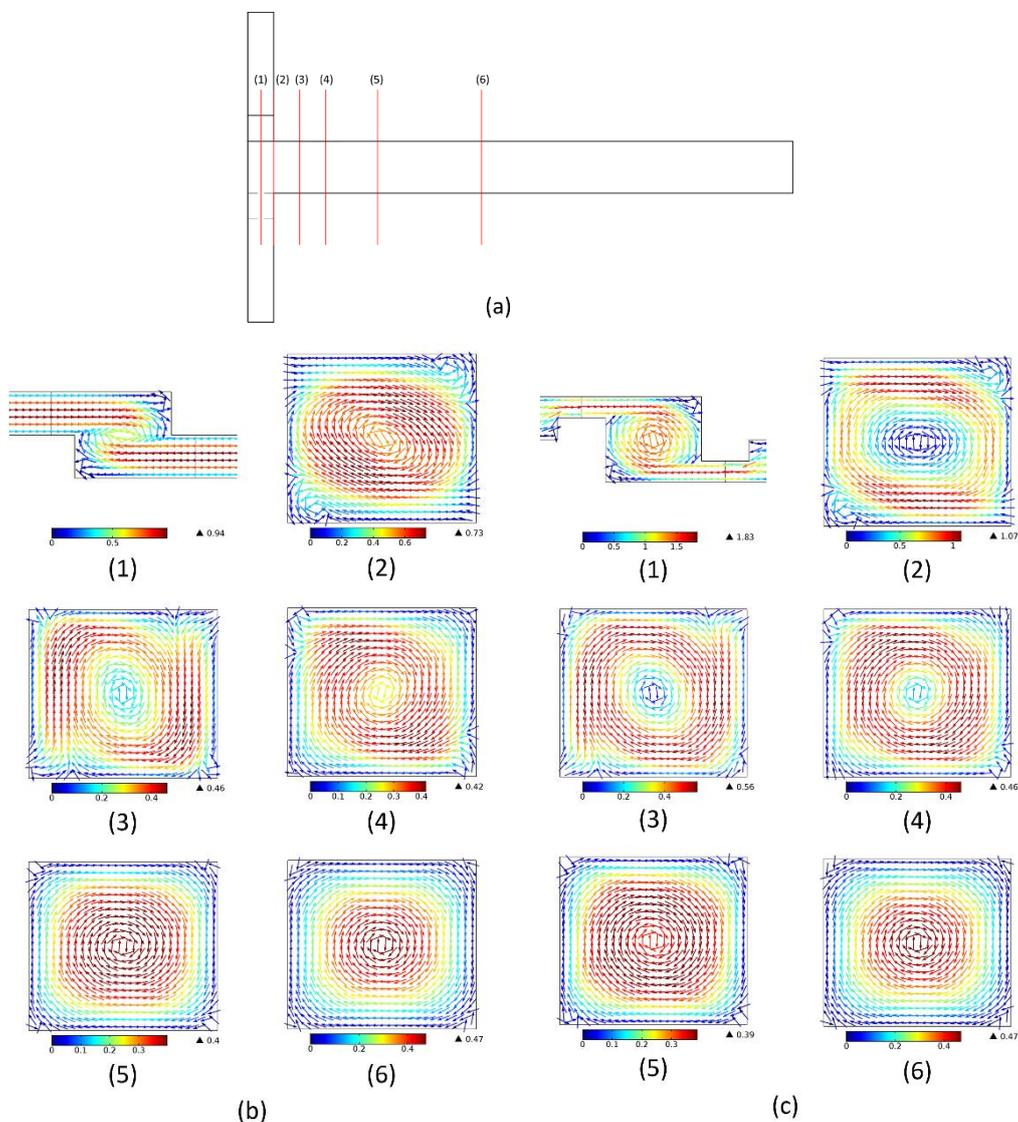 (1) (2) (3) (4) (5) (6)
(a)
0 0.5 ▲ 0.94
(1)
0 0.2 0.4 0.6 ▲ 0.73
(2)
0 0.5 1 1.5 ▲ 1.83
(1)
0 0.5 1 ▲ 1.07
(2)
0 0.2 0.4 ▲ 0.46
(3)
0 0.1 0.2 0.3 0.4 ▲ 0.42
(4)
0 0.2 0.4 ▲ 0.56
(3)
0 0.2 0.4 ▲ 0.46
(4)
0 0.1 0.2 0.3 ▲ 0.4
(5)
0 0.2 0.4 ▲ 0.47
(6)
0 0.1 0.2 0.3 ▲ 0.39
(5)
0 0.2 0.4 ▲ 0.47
(6)
(b)
(c)